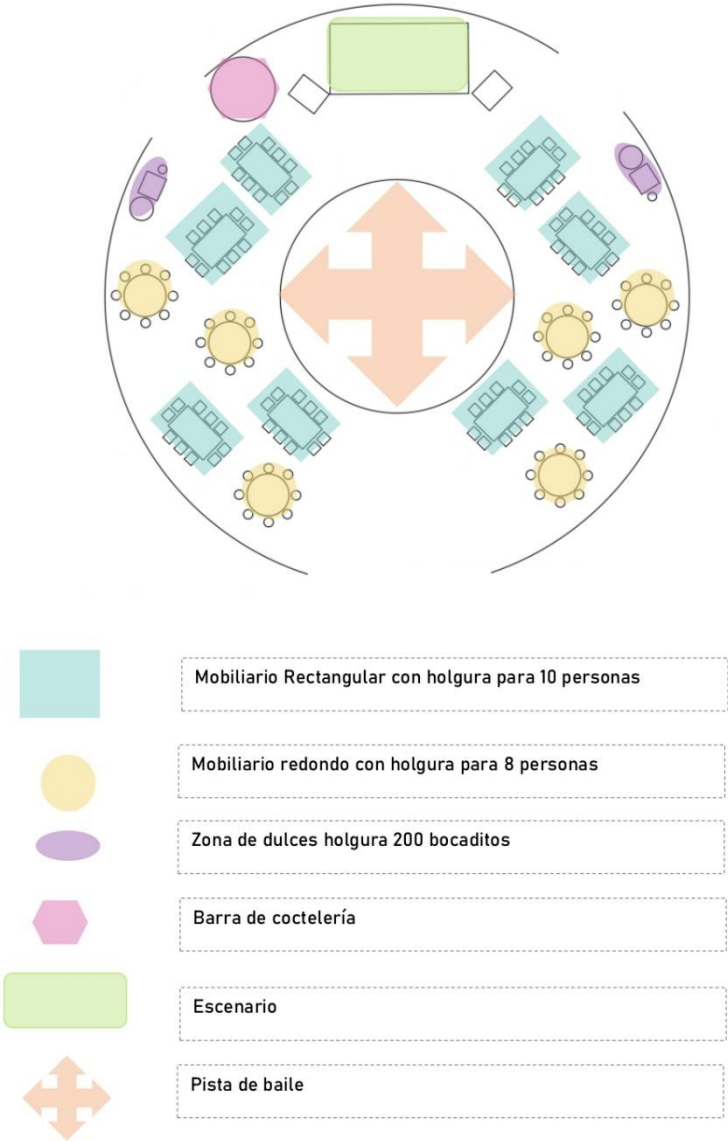 Mobiliario Rectangular con holgura para 10 personas
Mobiliario redondo con holgura para 8 personas
Zona de dulces holgura 200 bocaditos
Barra de coctelería
Escenario
Pista de baile